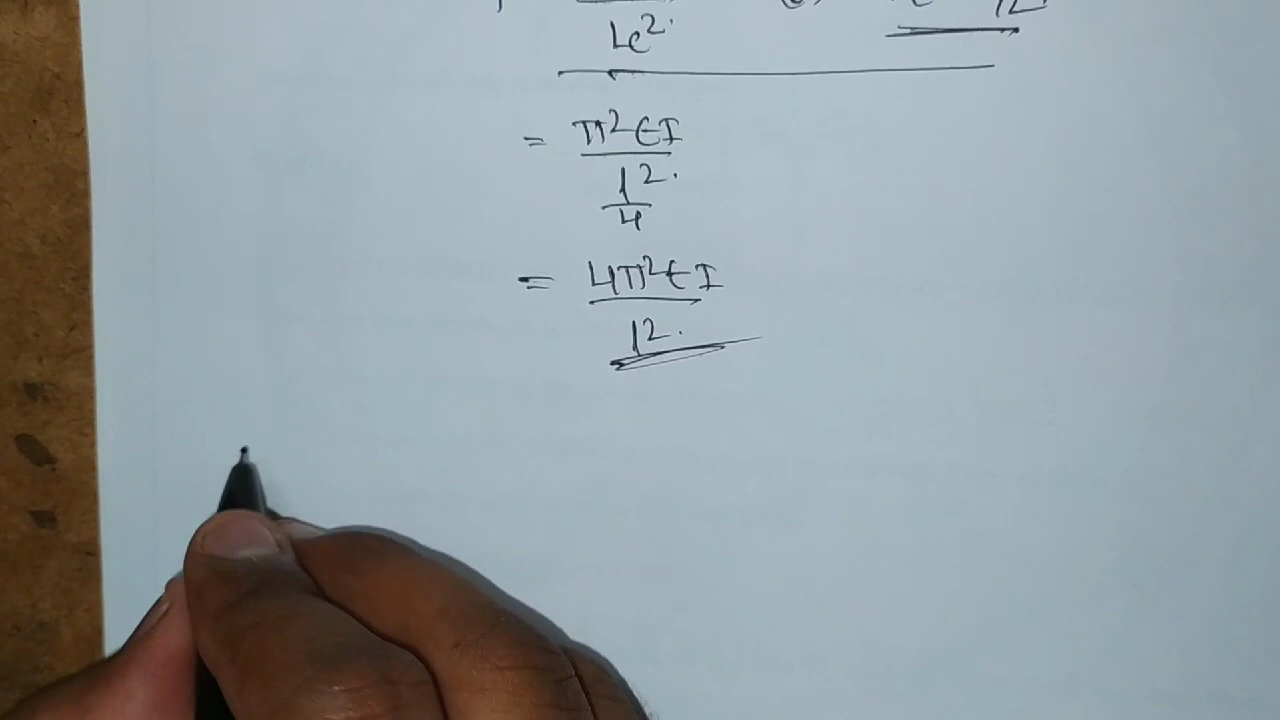 Le².
= π²EI
l².
4
= 4π²EI
l².